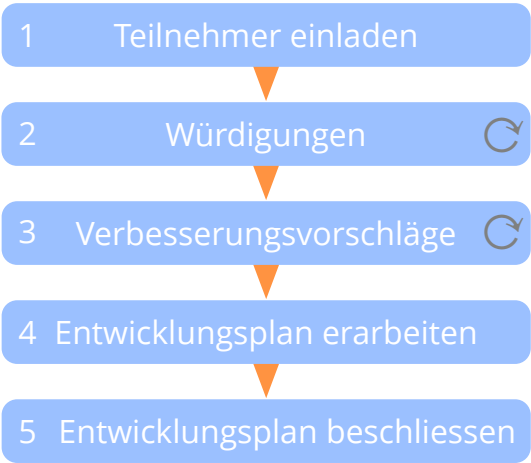 1 Teilnehmer einladen
2 Würdigungen
3 Verbesserungsvorschläge
4 Entwicklungsplan erarbeiten
5 Entwicklungsplan beschliessen